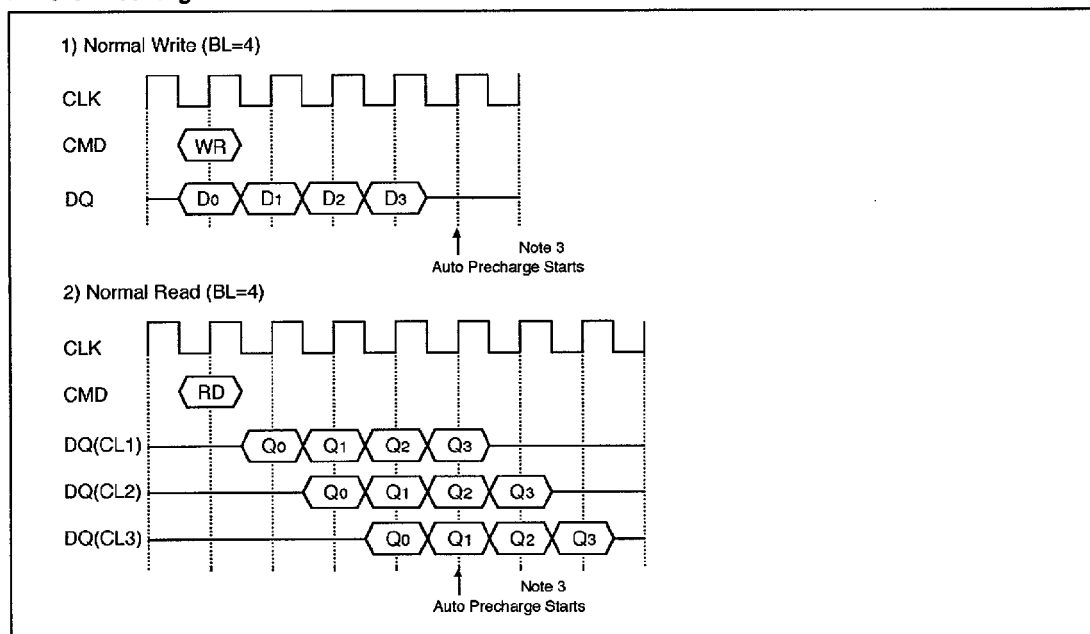 1) Normal Write (BL=4)
CLK
CMD
WR
DQ
D0 D1 D2 D3
Note 3
Auto Precharge Starts
2) Normal Read (BL=4)
CLK
CMD
RD
DQ(CL1)
Q0 Q1 Q2 Q3
DQ(CL2)
Q0 Q1 Q2 Q3
DQ(CL3)
Q0 Q1 Q2 Q3
Note 3
Auto Precharge Starts